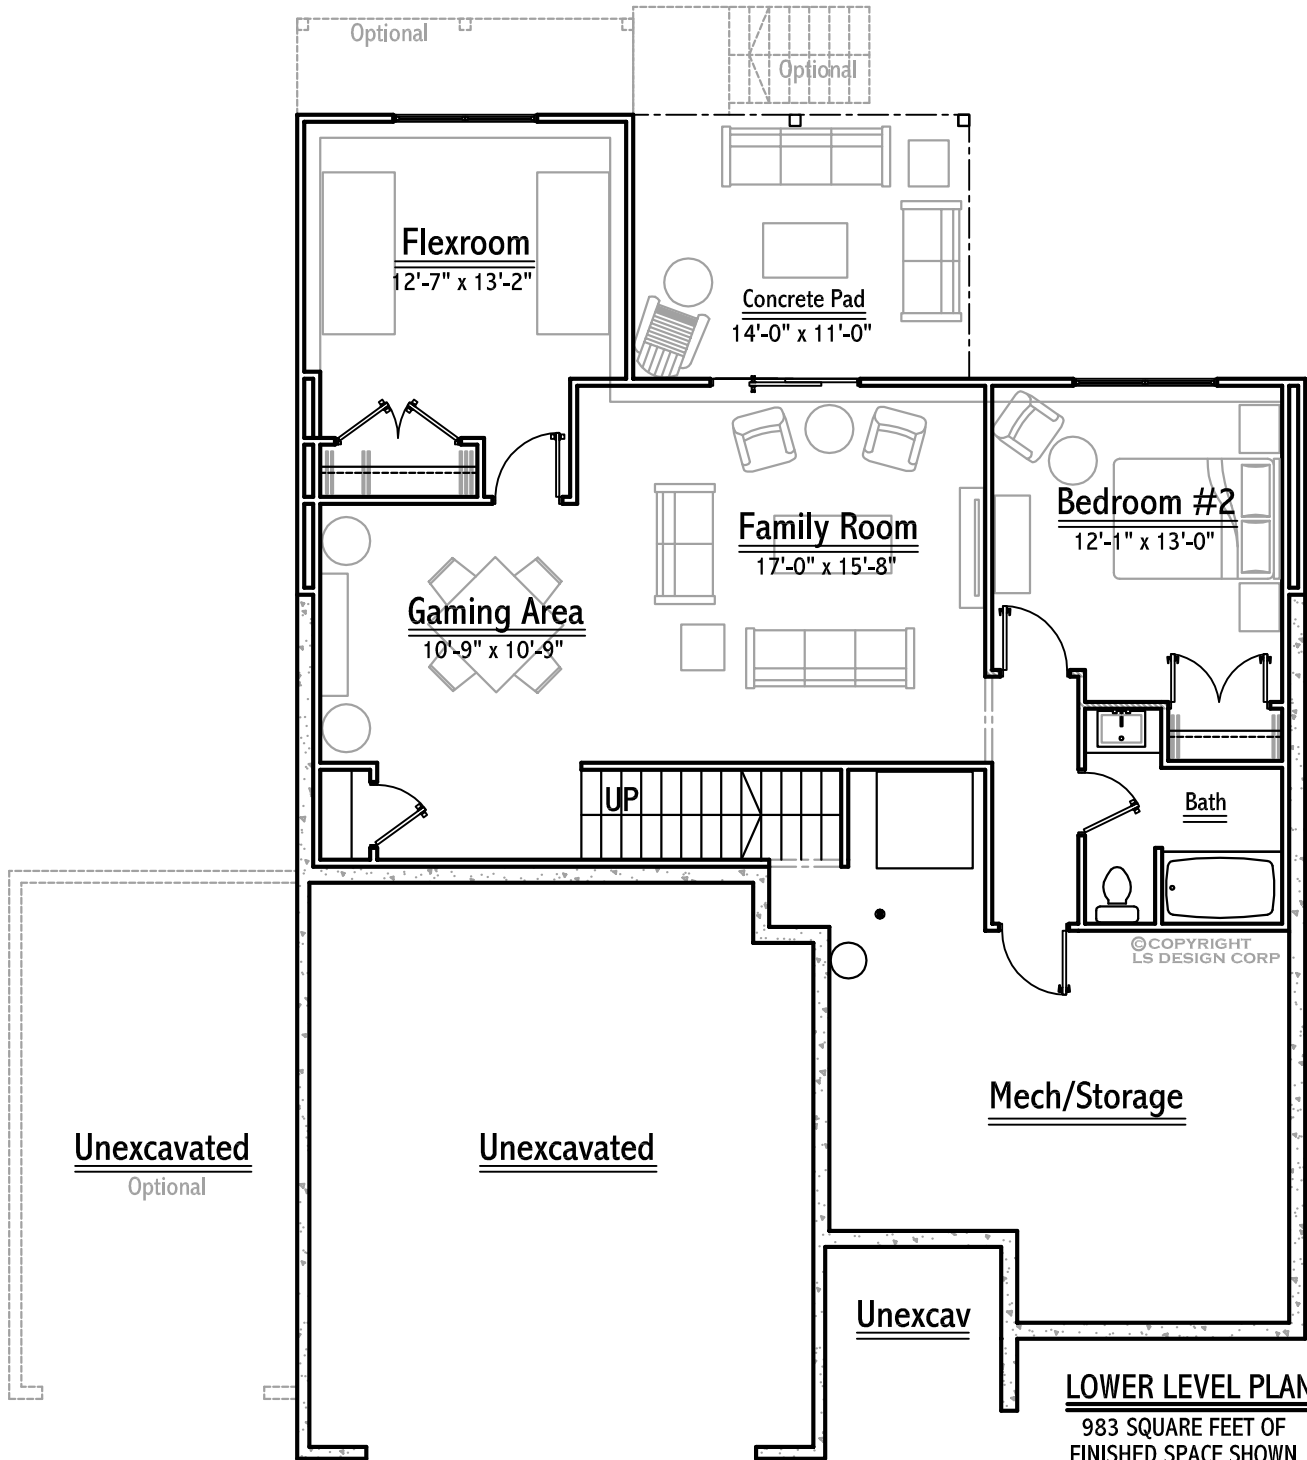 Optional
Optional
Flexroom
12'-7" x 13'-2"
Concrete Pad
14'-0" x 11'-0"
Family Room
17'-0" x 15'-8"
Bedroom #2
12'-1" x 13'-0"
Gaming Area
10'-9" x 10'-9"
UP
Bath
©COPYRIGHT
LS DESIGN CORP
Mech/Storage
Unexcavated
Optional
Unexcavated
Unexcav
LOWER LEVEL PLAN
983 SQUARE FEET OF
FINISHED SPACE SHOWN